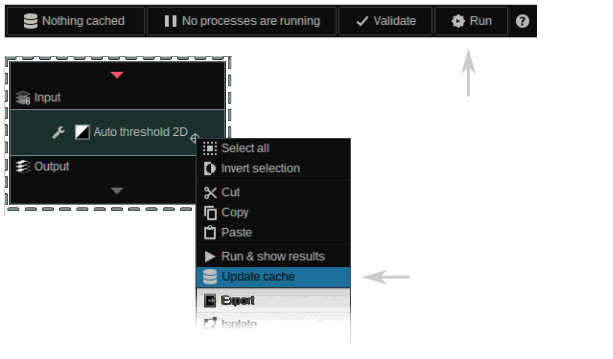 Nothing cached
No processes are running
Validate
Run
Input
Auto threshold 2D
Output
Select all
Invert selection
Cut
Copy
Paste
Run & show results
Update cache
Export
Isolate